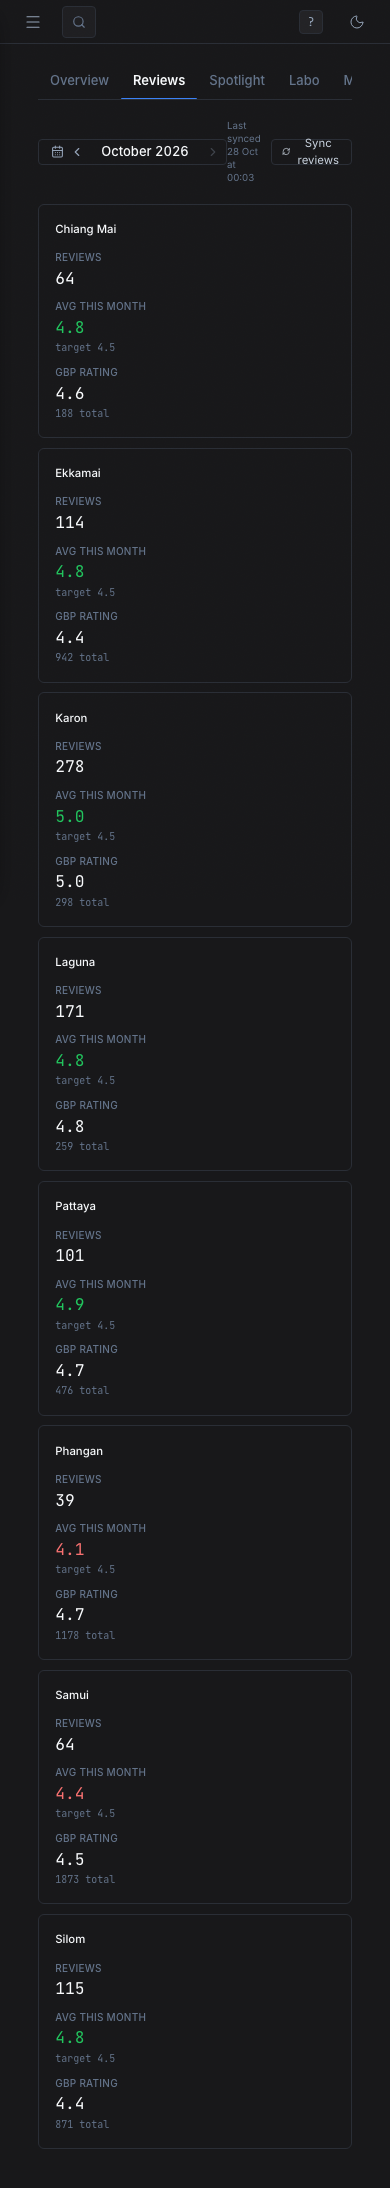 ?
Overview Reviews Spotlight Labo M
October 2026
Last
synced
28 Oct
at
00:03
Sync
reviews
Chiang Mai
REVIEWS
64
AVG THIS MONTH
4.8
target 4.5
GBP RATING
4.6
188 total
Ekkamai
REVIEWS
114
AVG THIS MONTH
4.8
target 4.5
GBP RATING
4.4
942 total
Karon
REVIEWS
278
AVG THIS MONTH
5.0
target 4.5
GBP RATING
5.0
298 total
Laguna
REVIEWS
171
AVG THIS MONTH
4.8
target 4.5
GBP RATING
4.8
259 total
Pattaya
REVIEWS
101
AVG THIS MONTH
4.9
target 4.5
GBP RATING
4.7
476 total
Phangan
REVIEWS
39
AVG THIS MONTH
4.1
target 4.5
GBP RATING
4.7
1178 total
Samui
REVIEWS
64
AVG THIS MONTH
4.4
target 4.5
GBP RATING
4.5
1873 total
Silom
REVIEWS
115
AVG THIS MONTH
4.8
target 4.5
GBP RATING
4.4
871 total